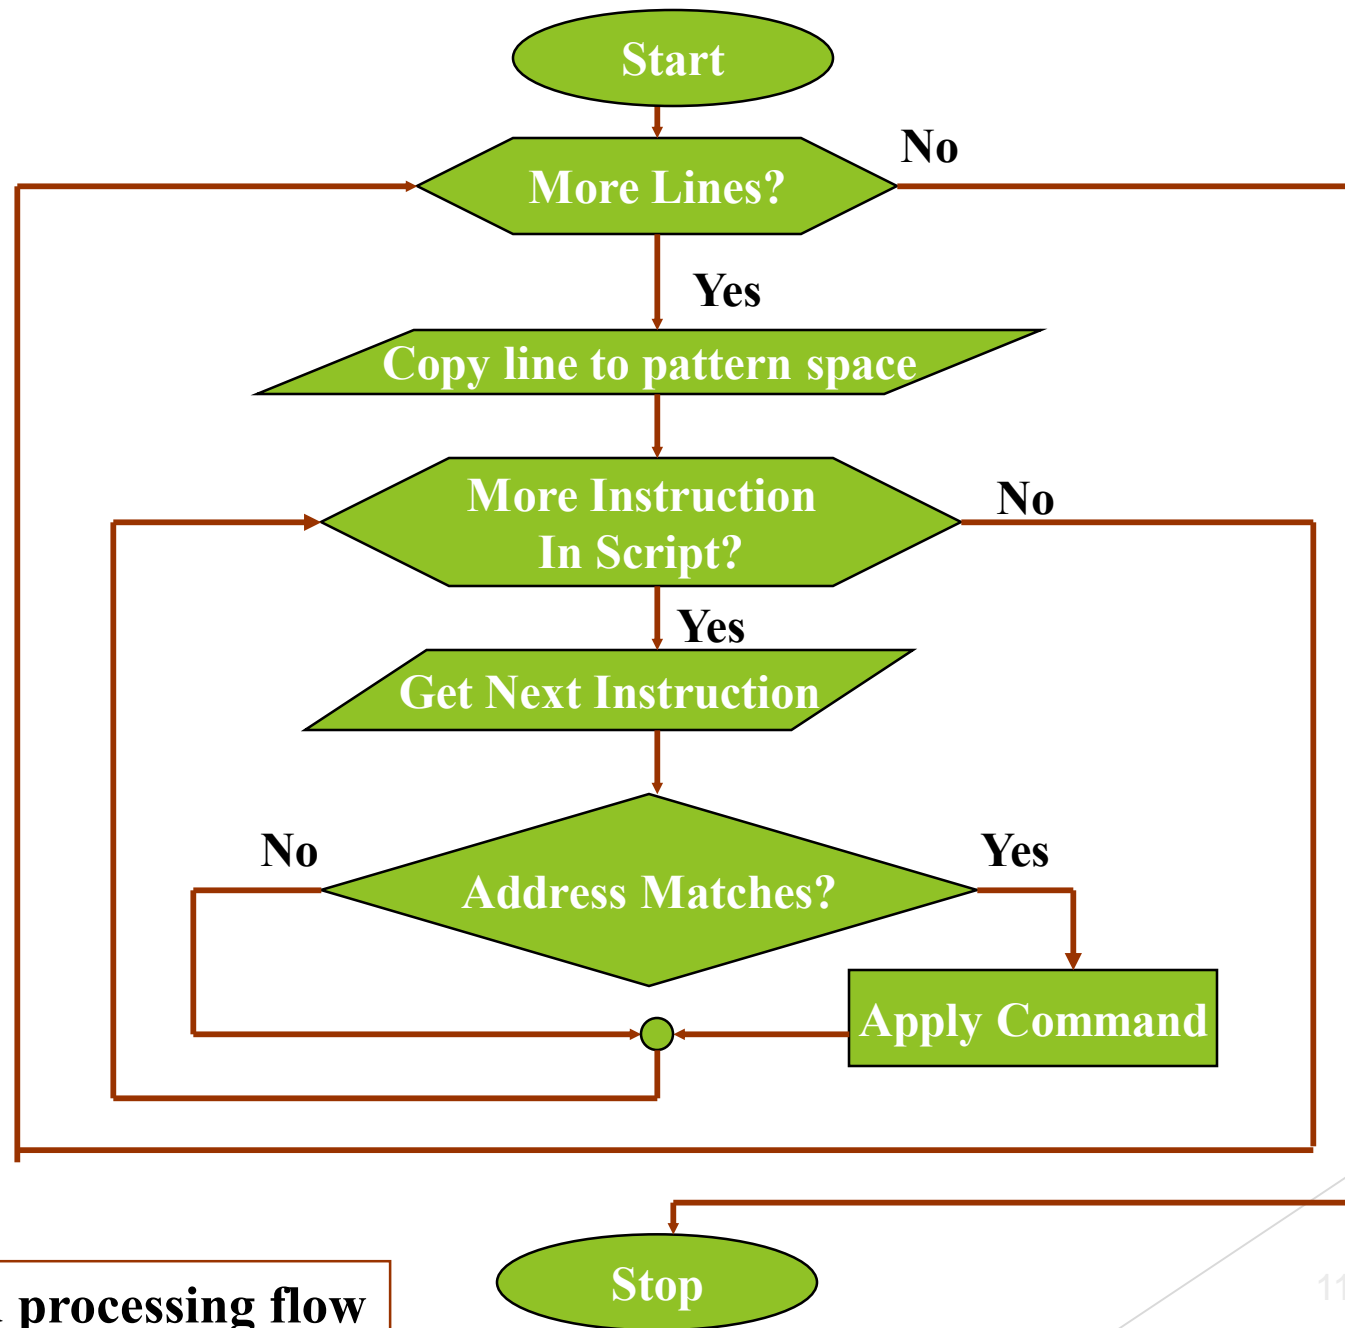 Start
No
More Lines?
Yes
Copy line to pattern space
More Instruction
In Script?
No
Yes
Get Next Instruction
No
Yes
Address Matches?
Apply Command
Stop
processing flow
11